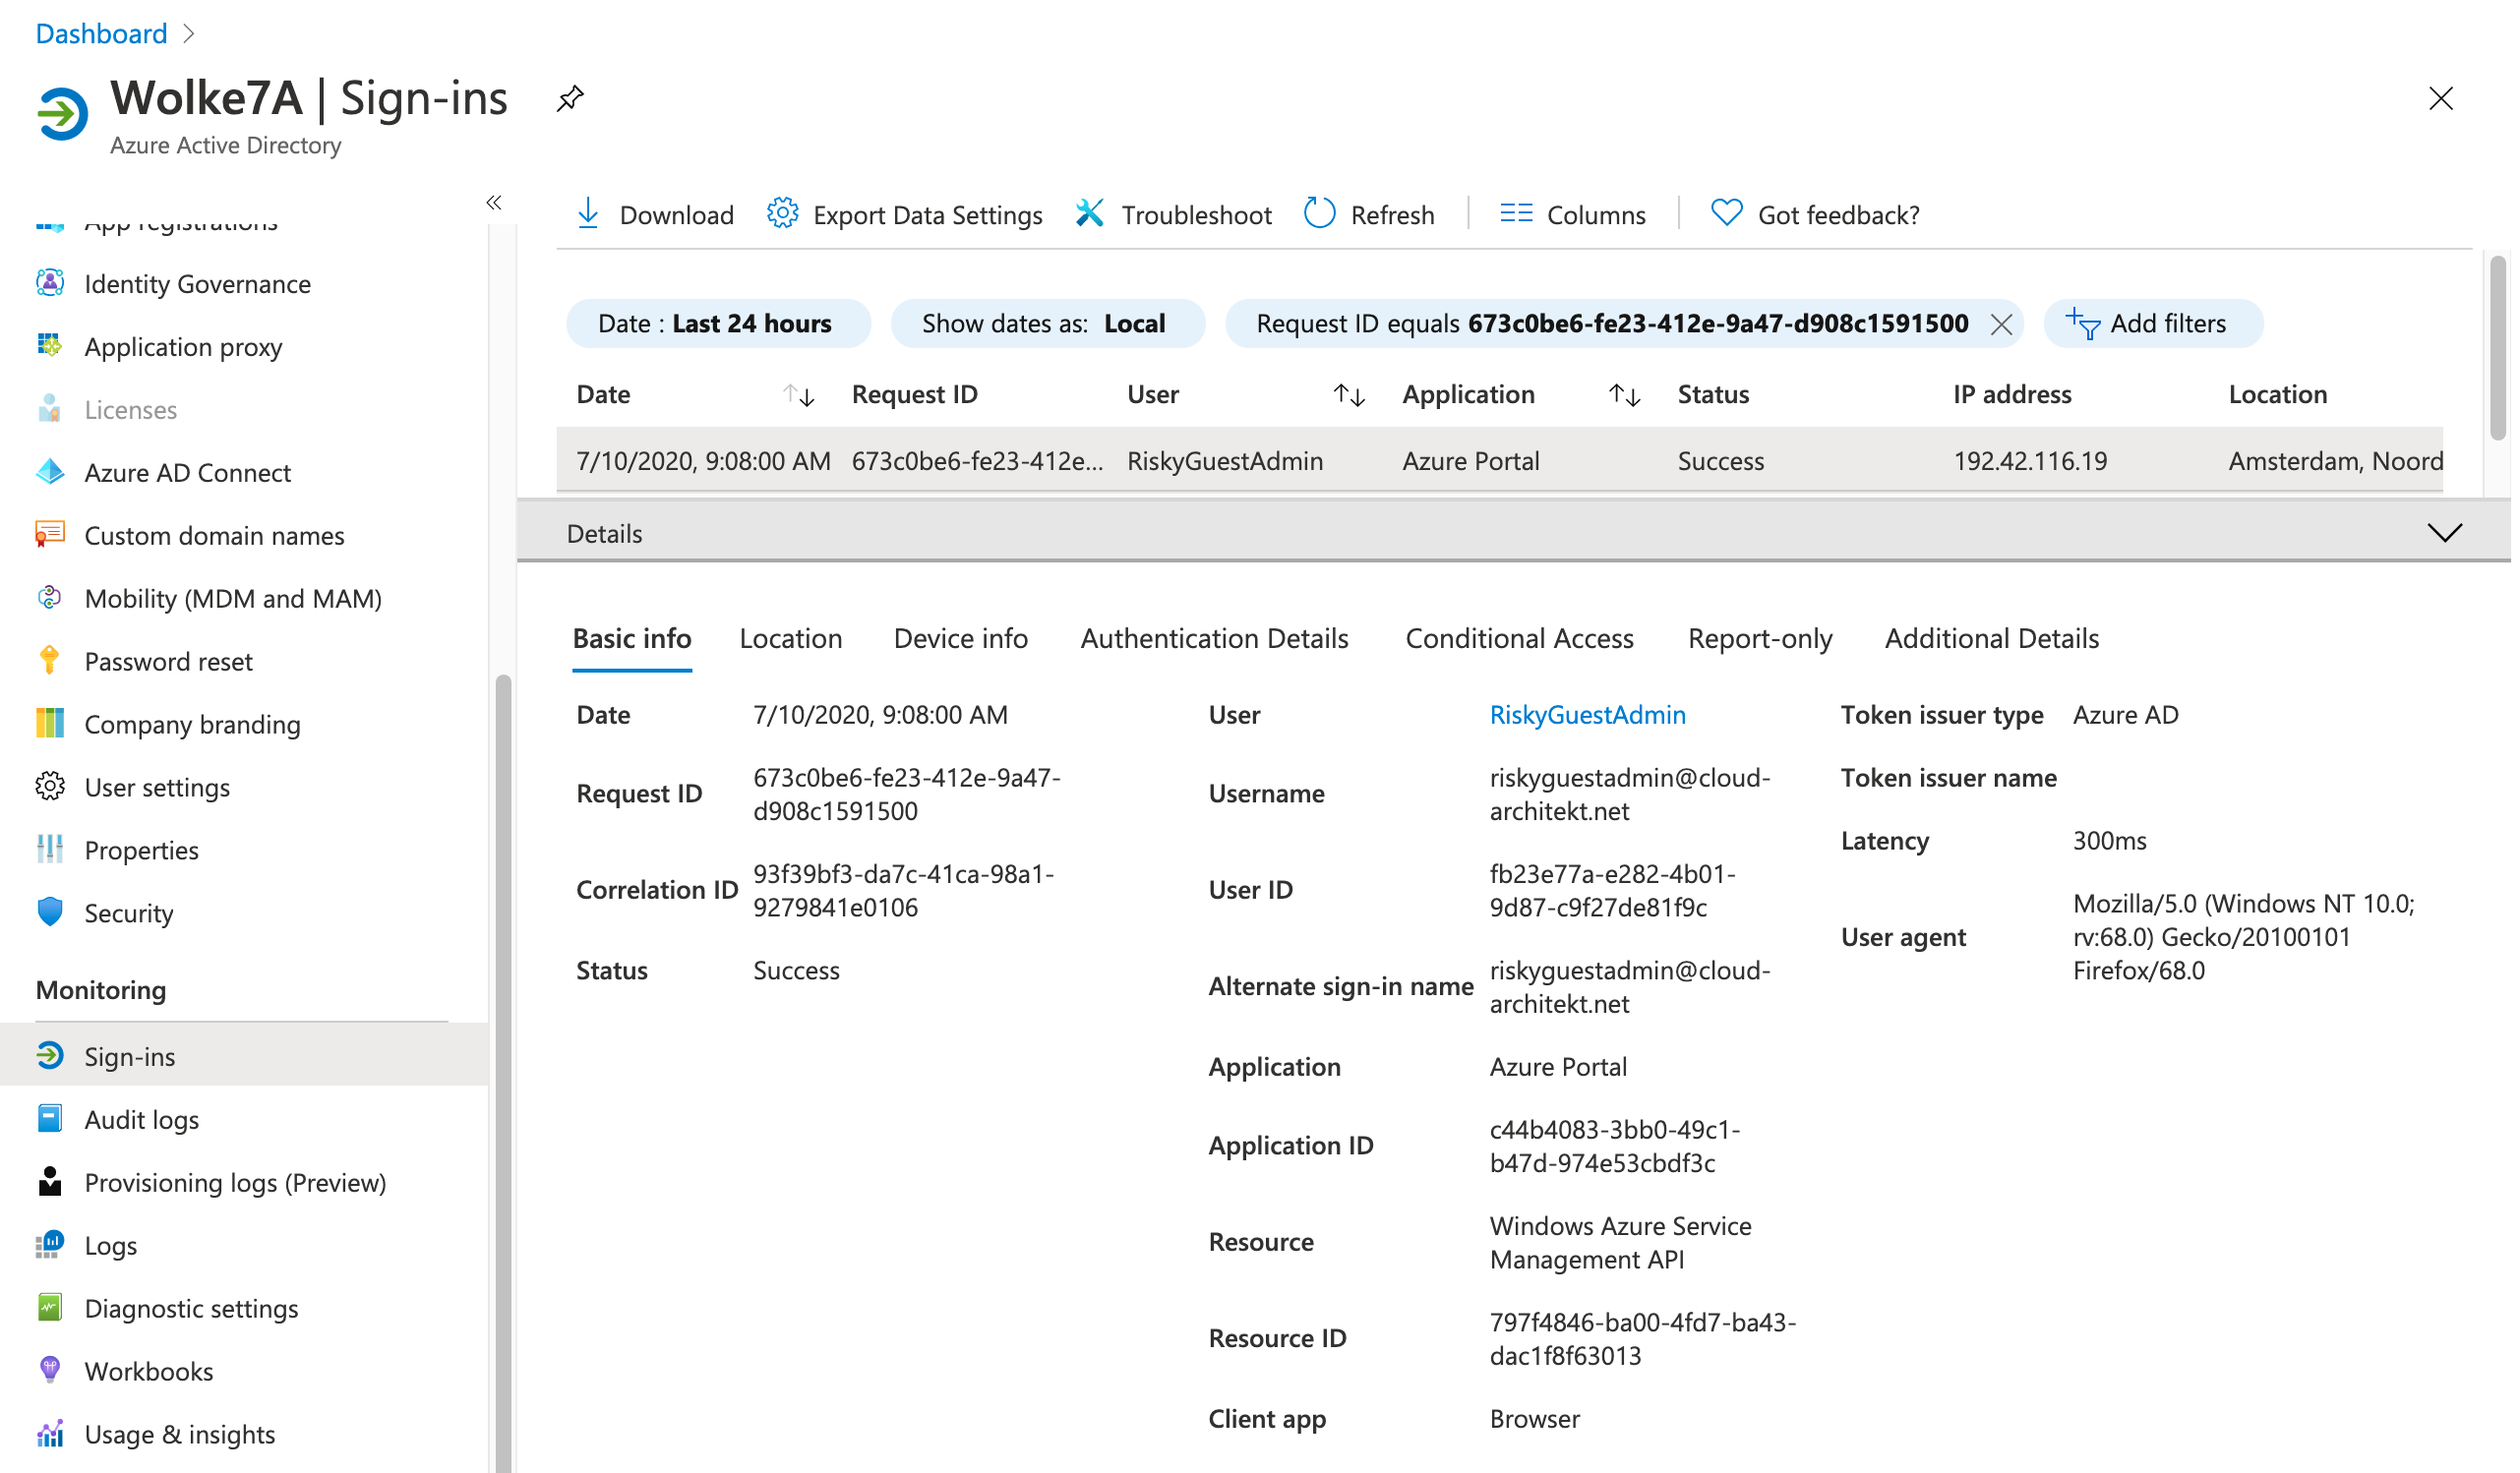 Dashboard
Wolke7A | Sign-ins
Azure Active Directory
App registrations
Identity Governance
Application proxy
Licenses
Azure AD Connect
Custom domain names
Mobility (MDM and MAM)
Password reset
Company branding
User settings
Properties
Security
Monitoring
Sign-ins
Audit logs
Provisioning logs (Preview)
Logs
Diagnostic settings
Workbooks
Usage & insights
Download Export Data Settings Troubleshoot Refresh Columns Got feedback?
Date : Last 24 hours Show dates as: Local Request ID equals 673c0be6-fe23-412e-9a47-d908c1591500 Add filters
Date Request ID User Application Status IP address Location
7/10/2020, 9:08:00 AM 673c0be6-fe23-412e... RiskyGuestAdmin Azure Portal Success 192.42.116.19 Amsterdam, Noord
Details
Basic info Location Device info Authentication Details Conditional Access Report-only Additional Details
Date 7/10/2020, 9:08:00 AM
Request ID 673c0be6-fe23-412e-9a47-
d908c1591500
Correlation ID 93f39bf3-da7c-41ca-98a1-
9279841e0106
Status Success
User RiskyGuestAdmin
Username riskyguestadmin@cloud-
architekt.net
User ID fb23e77a-e282-4b01-
9d87-c9f27de81f9c
Alternate sign-in name riskyguestadmin@cloud-
architekt.net
Application Azure Portal
Application ID c44b4083-3bb0-49c1-
b47d-974e53cbdf3c
Resource Windows Azure Service
Management API
Resource ID 797f4846-ba00-4fd7-ba43-
dac1f8f63013
Client app Browser
Token issuer type Azure AD
Token issuer name
Latency 300ms
User agent Mozilla/5.0 (Windows NT 10.0;
rv:68.0) Gecko/20100101
Firefox/68.0